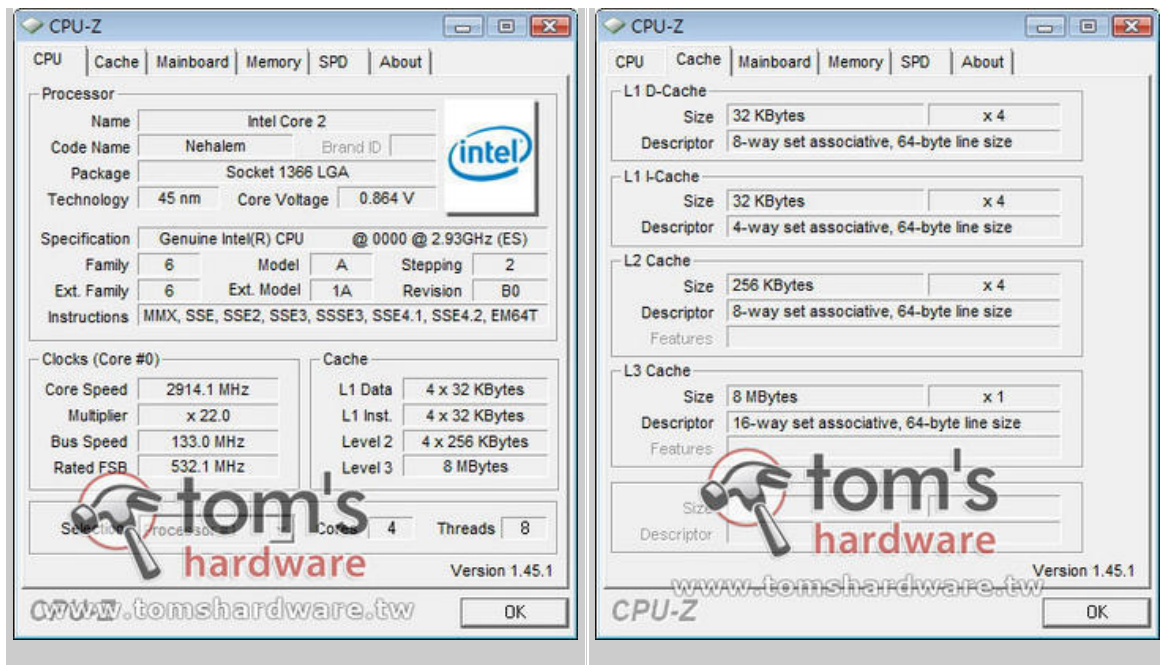 CPU-Z
CPU Cache Mainboard Memory SPD About
Processor
Name Intel Core 2
Code Name Nehalem Brand ID
Package Socket 1366 LGA
Technology 45 nm Core Voltage 0.864 V
intel
Specification Genuine Intel(R) CPU @ 0000 @ 2.93GHz (ES)
Family 6 Model A Stepping 2
Ext. Family 6 Ext. Model 1A Revision B0
Instructions MMX, SSE, SSE2, SSE3, SSSE3, SSE4.1, SSE4.2, EM64T
Clocks (Core #0) Cache
Core Speed 2914.1 MHz L1 Data 4 x 32 KBytes
Multiplier x 22.0 L1 Inst. 4 x 32 KBytes
Bus Speed 133.0 MHz Level 2 4 x 256 KBytes
Rated FSB 532.1 MHz Level 3 8 MBytes
Selection Processor #1 Cores 4 Threads 8
tom's
hardware
Version 1.45.1
CPU-Z OK
www.tomshardware.tw
CPU-Z
CPU Cache Mainboard Memory SPD About
L1 D-Cache
Size 32 KBytes x 4
Descriptor 8-way set associative, 64-byte line size
L1 I-Cache
Size 32 KBytes x 4
Descriptor 4-way set associative, 64-byte line size
L2 Cache
Size 256 KBytes x 4
Descriptor 8-way set associative, 64-byte line size
Features
L3 Cache
Size 8 MBytes x 1
Descriptor 16-way set associative, 64-byte line size
Features
Size
Descriptor
tom's
hardware
Version 1.45.1
www.tomshardware.tw
CPU-Z OK